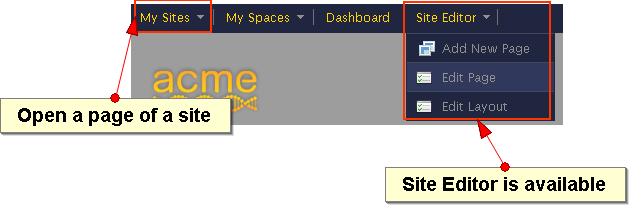 My Sites My Spaces Dashboard Site Editor
Add New Page
Edit Page
Edit Layout
acme
Open a page of a site
Site Editor is available